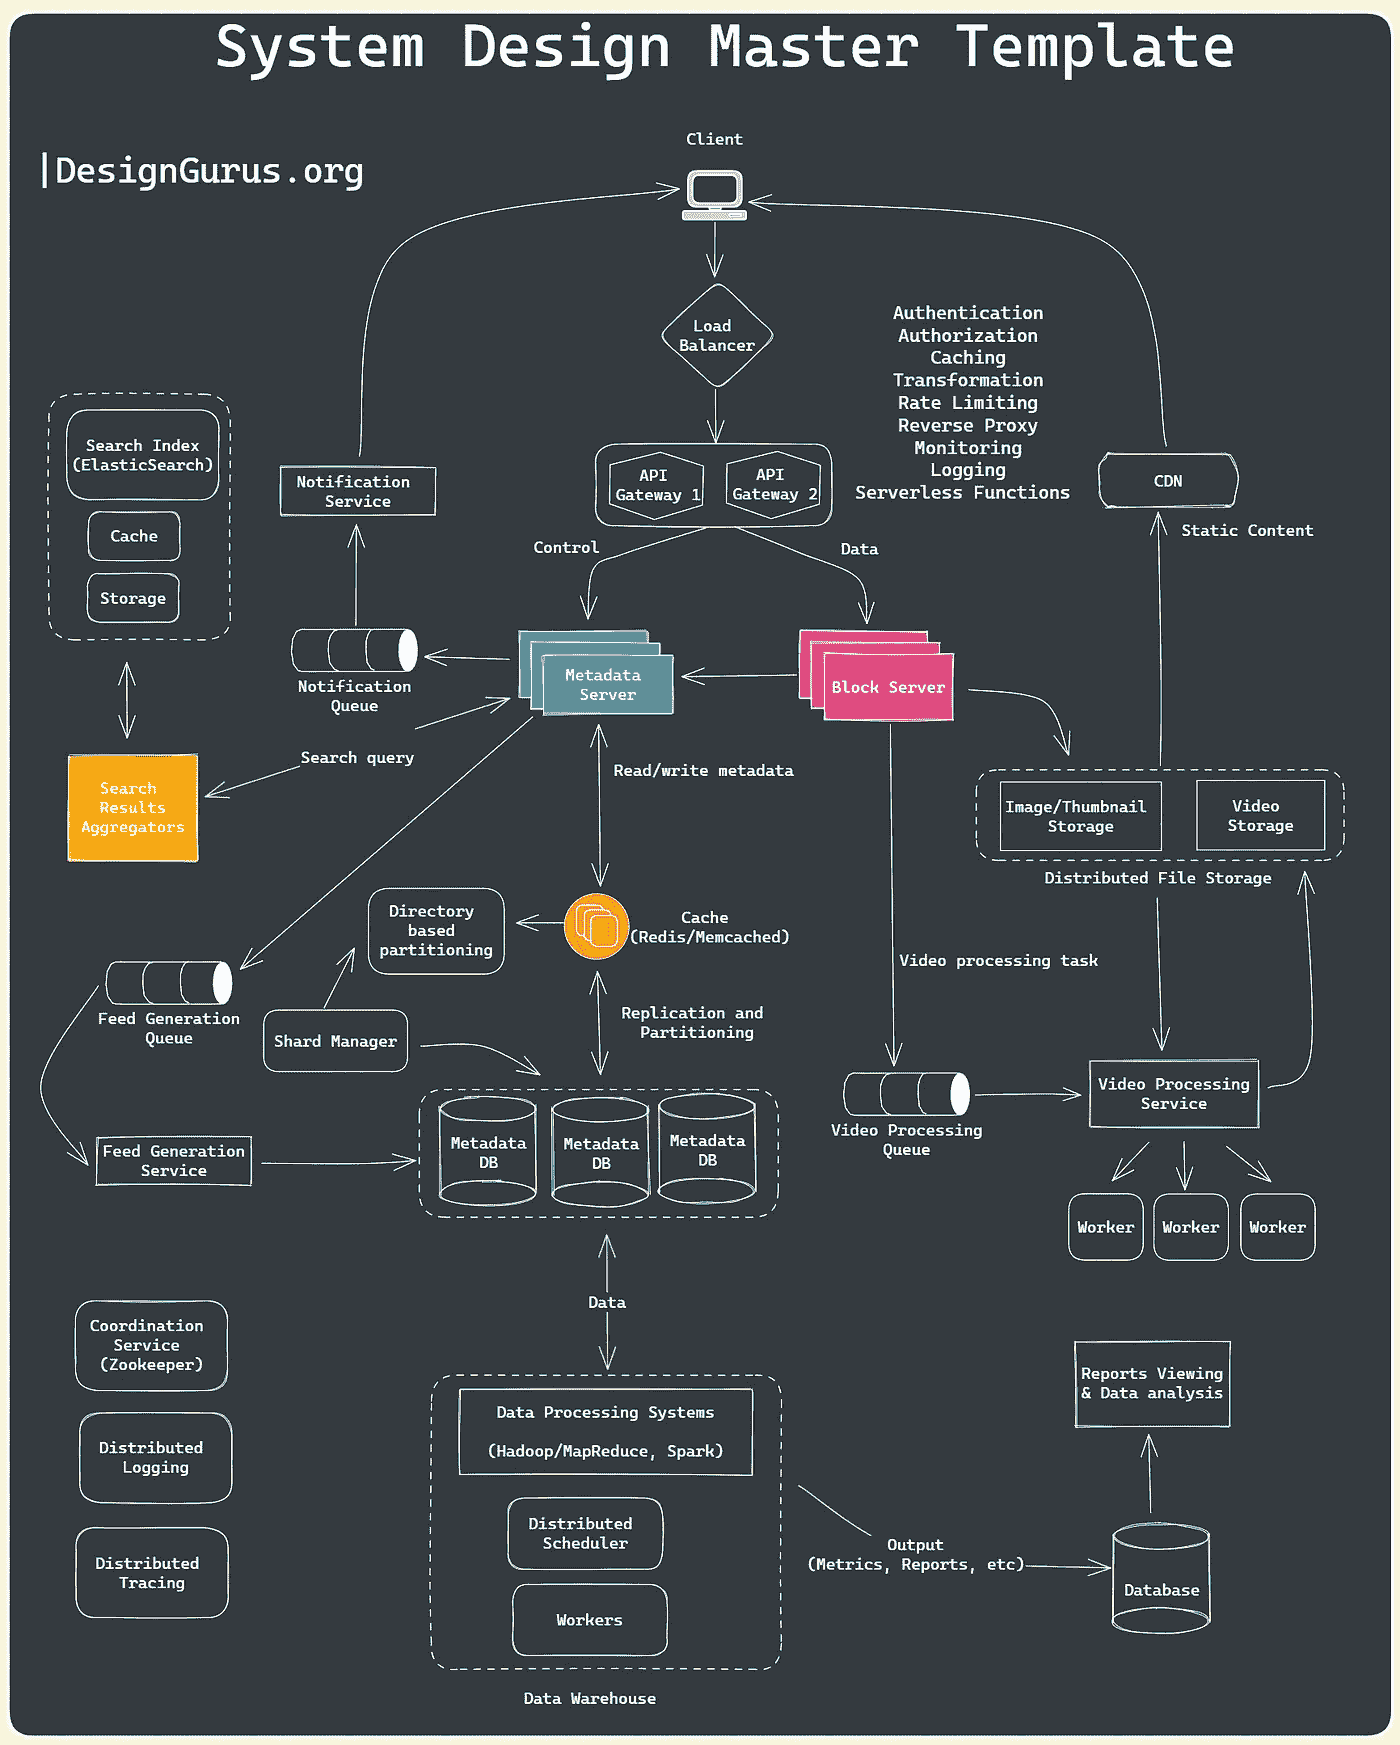 System Design Master Template
|DesignGurus.org
Client
Load
Balancer
Authentication
Authorization
Caching
Transformation
Rate Limiting
Reverse Proxy
Monitoring
Logging
Serverless Functions
Search Index
(ElasticSearch)
Cache
Storage
Notification
Service
API
Gateway 1
API
Gateway 2
CDN
Static Content
Control
Data
Notification
Queue
Metadata
Server
Block Server
Search query
Search
Results
Aggregators
Read/write metadata
Image/Thumbnail
Storage
Video
Storage
Distributed File Storage
Directory
based
partitioning
Cache
(Redis/Memcached)
Video processing task
Feed Generation
Queue
Shard Manager
Replication and
Partitioning
Video Processing
Queue
Video Processing
Service
Feed Generation
Service
Metadata
DB
Metadata
DB
Metadata
DB
Worker
Worker
Worker
Data
Coordination
Service
(Zookeeper)
Distributed
Logging
Distributed
Tracing
Data Processing Systems
(Hadoop/MapReduce, Spark)
Distributed
Scheduler
Workers
Data Warehouse
Reports Viewing
& Data analysis
Output
(Metrics, Reports, etc)
Database